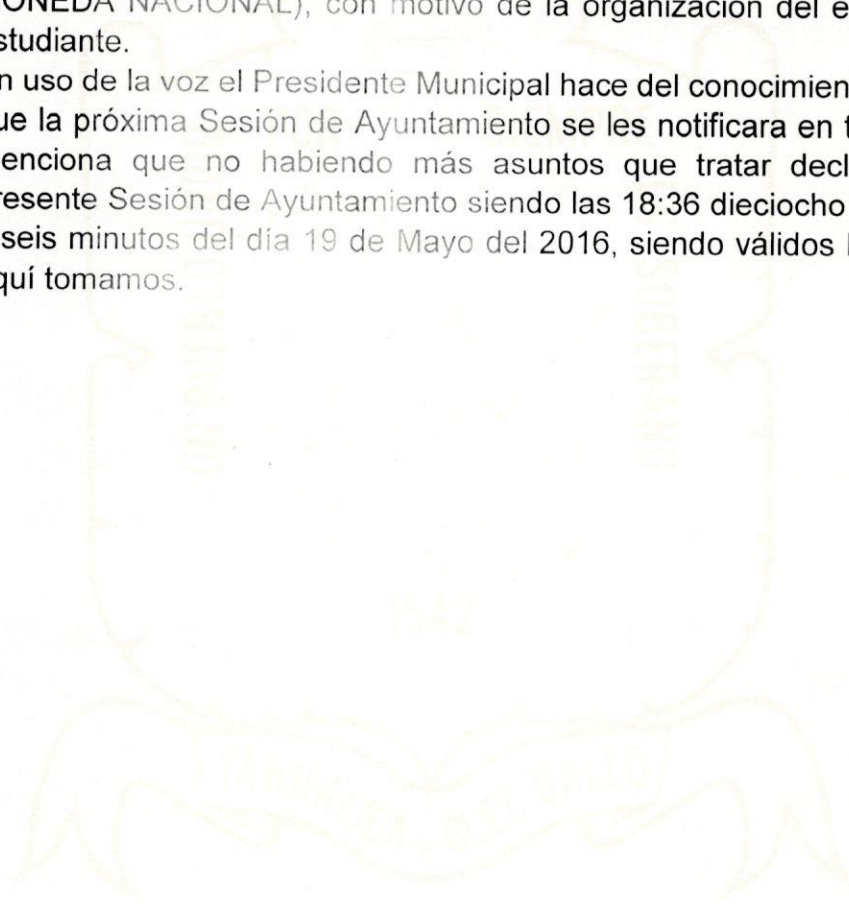 ONEDA NACIONAL), con motivo de la organización del e
studiante.
n uso de la voz el Presidente Municipal hace del conocimien
ue la próxima Sesión de Ayuntamiento se les notificara en t
enciona que no habiendo más asuntos que tratar decl
resente Sesión de Ayuntamiento siendo las 18:36 dieciocho
seis minutos del día 19 de Mayo del 2016, siendo válidos l
quí tomamos.
SOBERANO
1542